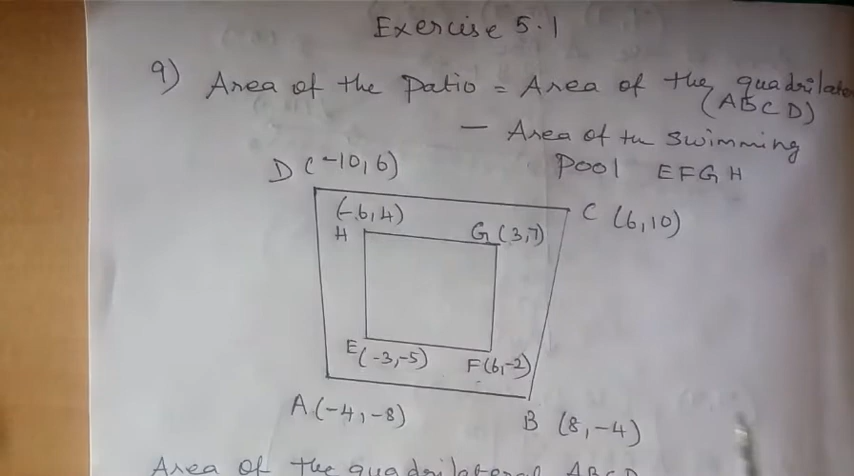 Exercise 5.1
9) Area of the Patio = Area of the quadrilate
(ABCD)
- Area of the swimming
Pool EFGH
D (-10,6)
(-6,4)
H
G (3,7)
C (6,10)
E(-3,-5)
F(6,-2)
A (-4,-8)
B (8,-4)
Area of the quadrilateral ABCD